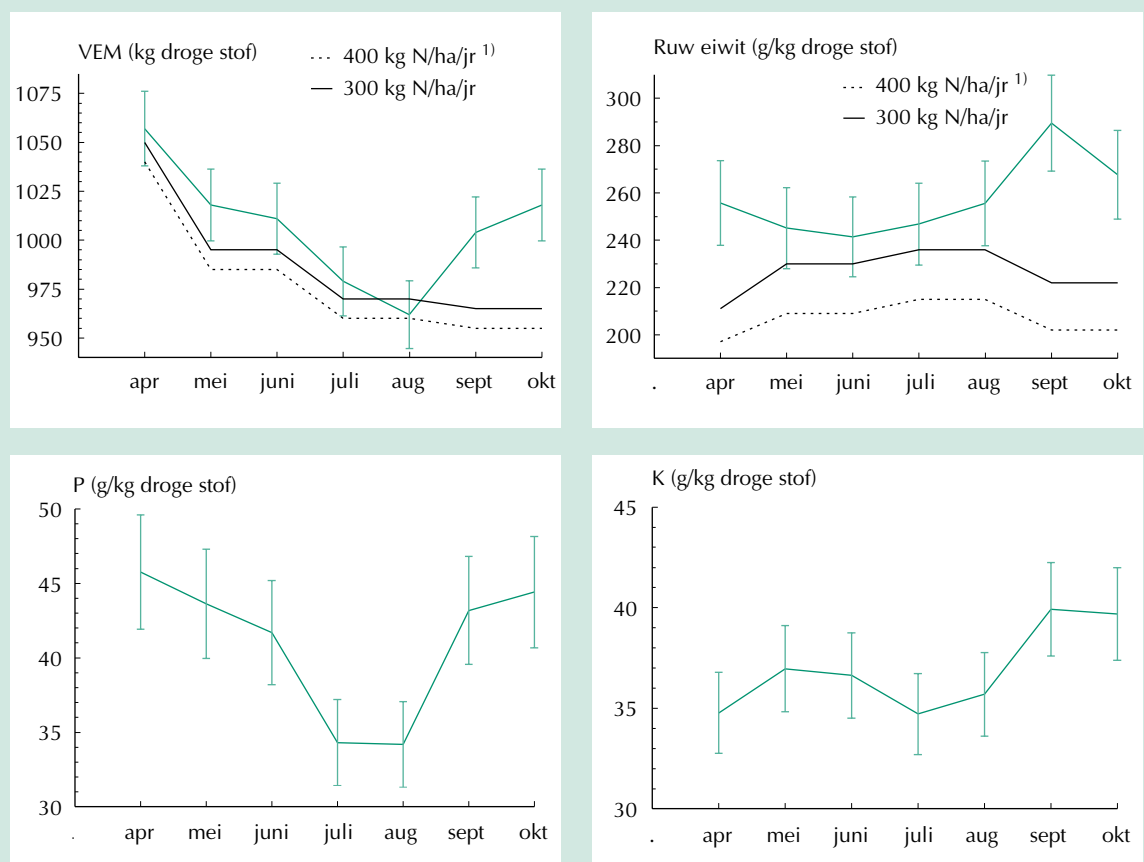 VEM (kg droge stof)
400 kg N/ha/jr 1)
300 kg N/ha/jr
1075
1050
1025
1000
975
950
apr mei juni juli aug sept okt
Ruw eiwit (g/kg droge stof)
400 kg N/ha/jr 1)
300 kg N/ha/jr
300
280
260
240
220
200
. apr mei juni juli aug sept okt
P (g/kg droge stof)
50
45
40
35
30
. apr mei juni juli aug sept okt
K (g/kg droge stof)
45
40
35
30
. apr mei juni juli aug sept okt